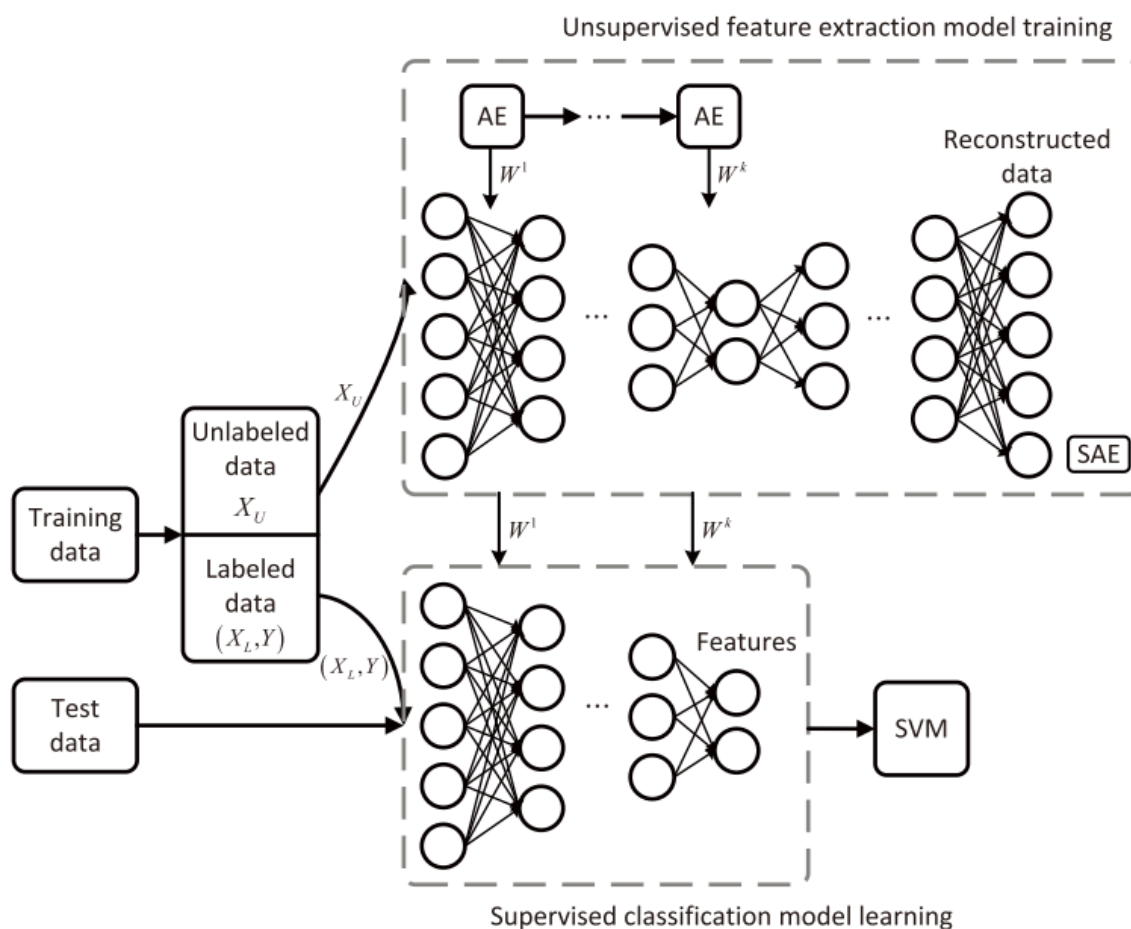 Unsupervised feature extraction model training
AE
...
AE
W^1
W^k
Reconstructed
data
...
...
SAE
X_U
Unlabeled
data
X_U
Training
data
Labeled
data
(X_L,Y)
(X_L,Y)
W^1
W^k
Features
...
Test
data
SVM
Supervised classification model learning